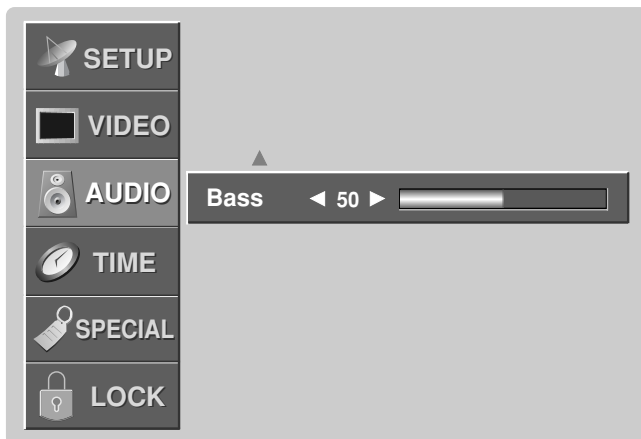 SETUP
VIDEO
AUDIO
Bass ◀ 50 ▶
TIME
SPECIAL
LOCK